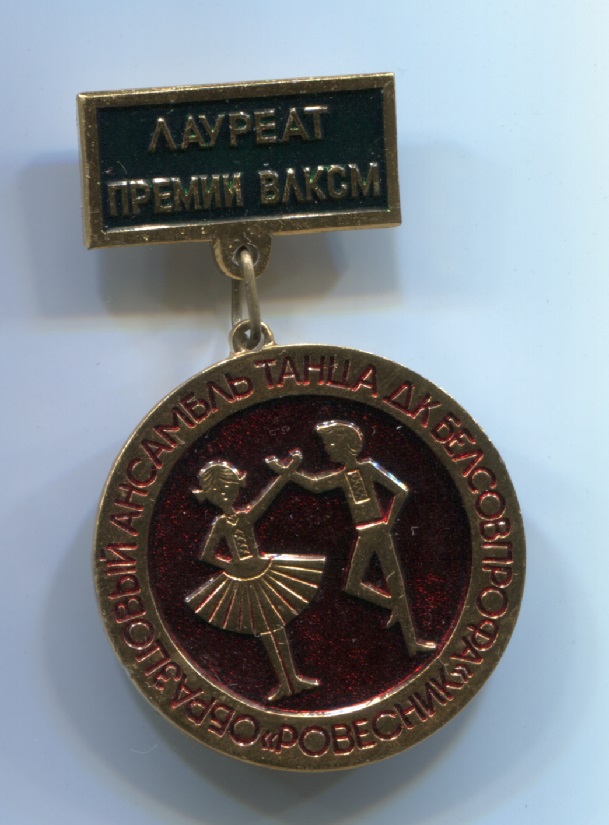 ЛАУРЕАТ
ПРЕМИИ ВЛКСМ
ОБРАЗЦОВЫЙ АНСАМБЛЬ ТАНЦА ДК БЕЛСОВПРОФА «РОВЕСНИК»